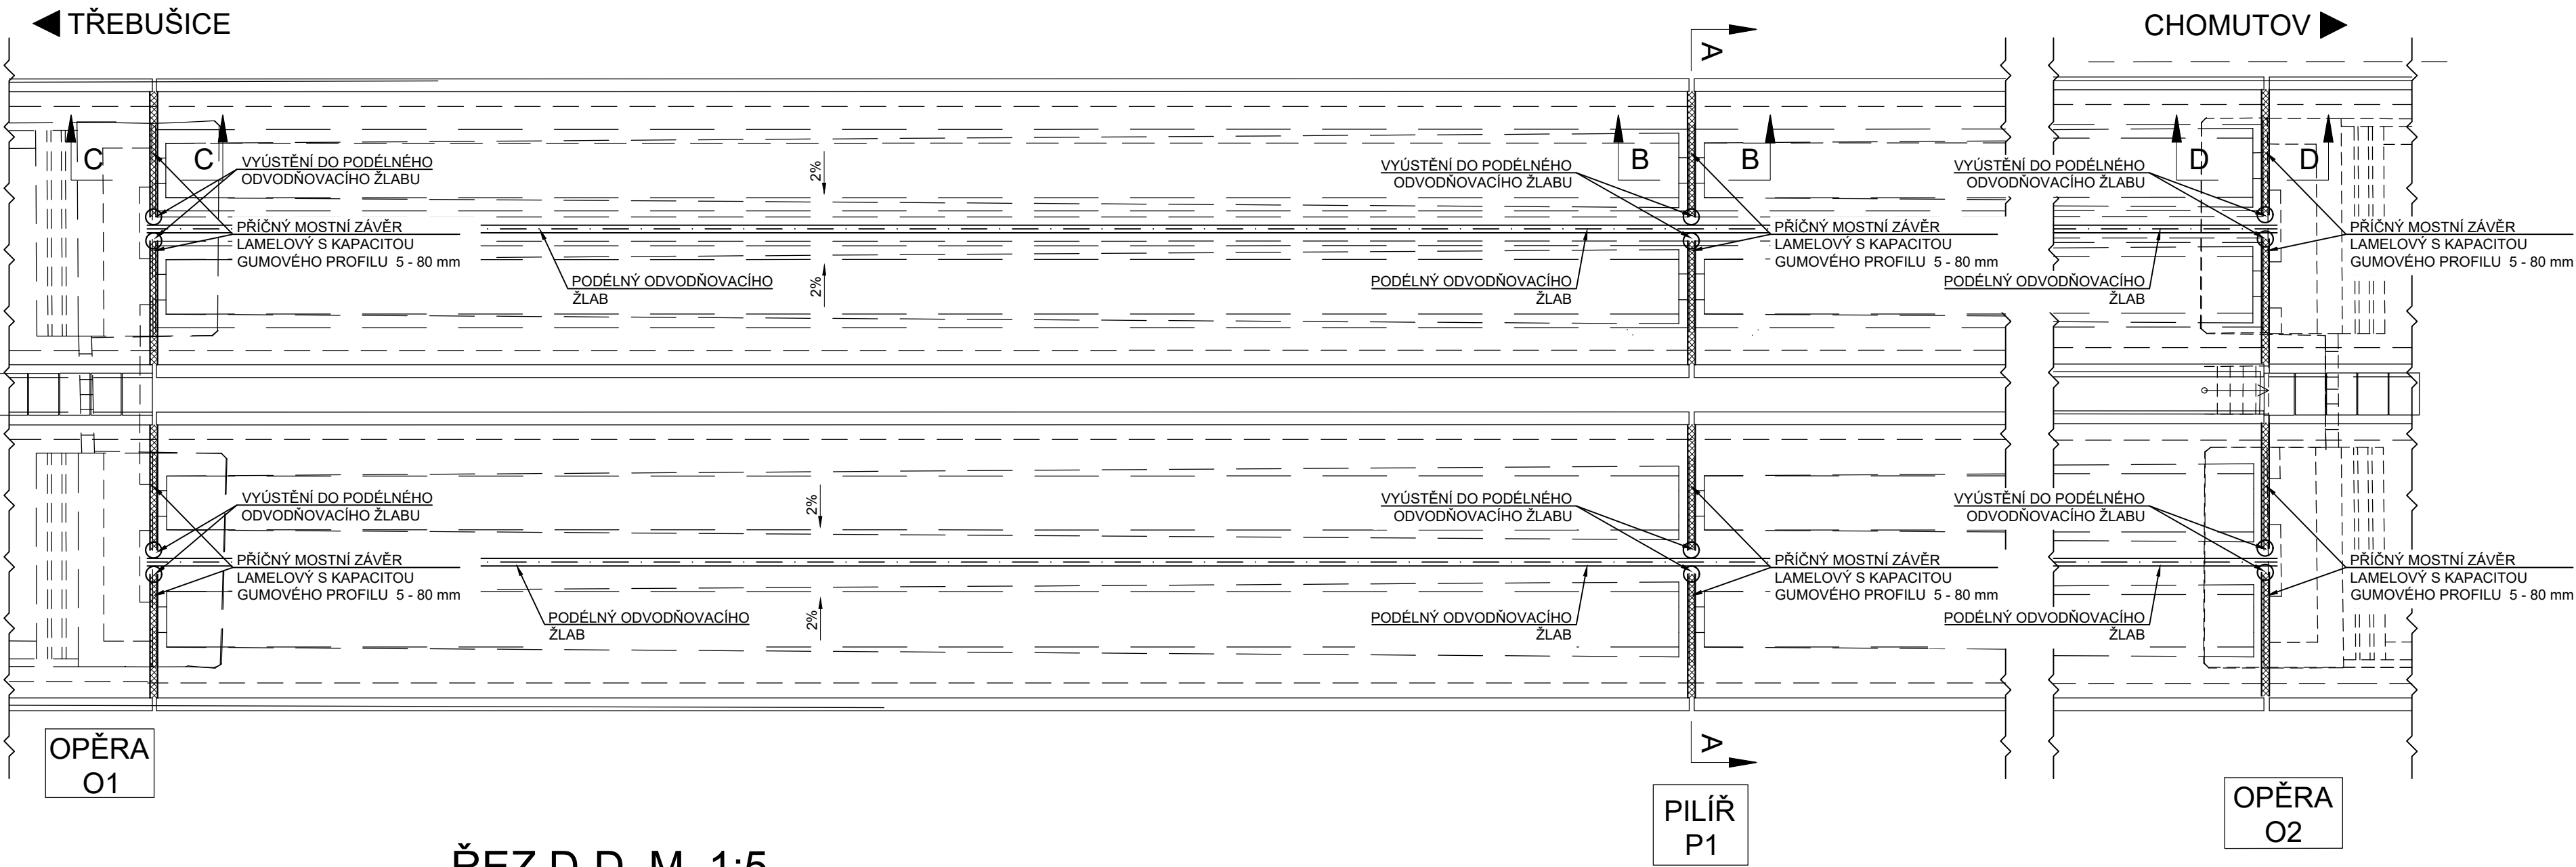 TŘEBUŠICE
CHOMUTOV
A
C
C
B
B
D
D
VYÚSTĚNÍ DO PODÉLNÉHO
ODVODŇOVACÍHO ŽLABU
2%
VYÚSTĚNÍ DO PODÉLNÉHO
ODVODŇOVACÍHO ŽLABU
VYÚSTĚNÍ DO PODÉLNÉHO
ODVODŇOVACÍHO ŽLABU
PŘÍČNÝ MOSTNÍ ZÁVĚR
LAMELOVÝ S KAPACITOU
GUMOVÉHO PROFILU 5 - 80 mm
PŘÍČNÝ MOSTNÍ ZÁVĚR
LAMELOVÝ S KAPACITOU
GUMOVÉHO PROFILU 5 - 80 mm
PŘÍČNÝ MOSTNÍ ZÁVĚR
LAMELOVÝ S KAPACITOU
GUMOVÉHO PROFILU 5 - 80 mm
PODÉLNÝ ODVODŇOVACÍHO
ŽLAB
2%
PODÉLNÝ ODVODŇOVACÍHO
ŽLAB
PODÉLNÝ ODVODŇOVACÍHO
ŽLAB
VYÚSTĚNÍ DO PODÉLNÉHO
ODVODŇOVACÍHO ŽLABU
2%
VYÚSTĚNÍ DO PODÉLNÉHO
ODVODŇOVACÍHO ŽLABU
VYÚSTĚNÍ DO PODÉLNÉHO
ODVODŇOVACÍHO ŽLABU
PŘÍČNÝ MOSTNÍ ZÁVĚR
LAMELOVÝ S KAPACITOU
GUMOVÉHO PROFILU 5 - 80 mm
PŘÍČNÝ MOSTNÍ ZÁVĚR
LAMELOVÝ S KAPACITOU
GUMOVÉHO PROFILU 5 - 80 mm
PŘÍČNÝ MOSTNÍ ZÁVĚR
LAMELOVÝ S KAPACITOU
GUMOVÉHO PROFILU 5 - 80 mm
PODÉLNÝ ODVODŇOVACÍHO
ŽLAB
2%
PODÉLNÝ ODVODŇOVACÍHO
ŽLAB
PODÉLNÝ ODVODŇOVACÍHO
ŽLAB
A
OPĚRA
O1
PILÍŘ
P1
OPĚRA
O2
ŘEZ D-D, M 1:5